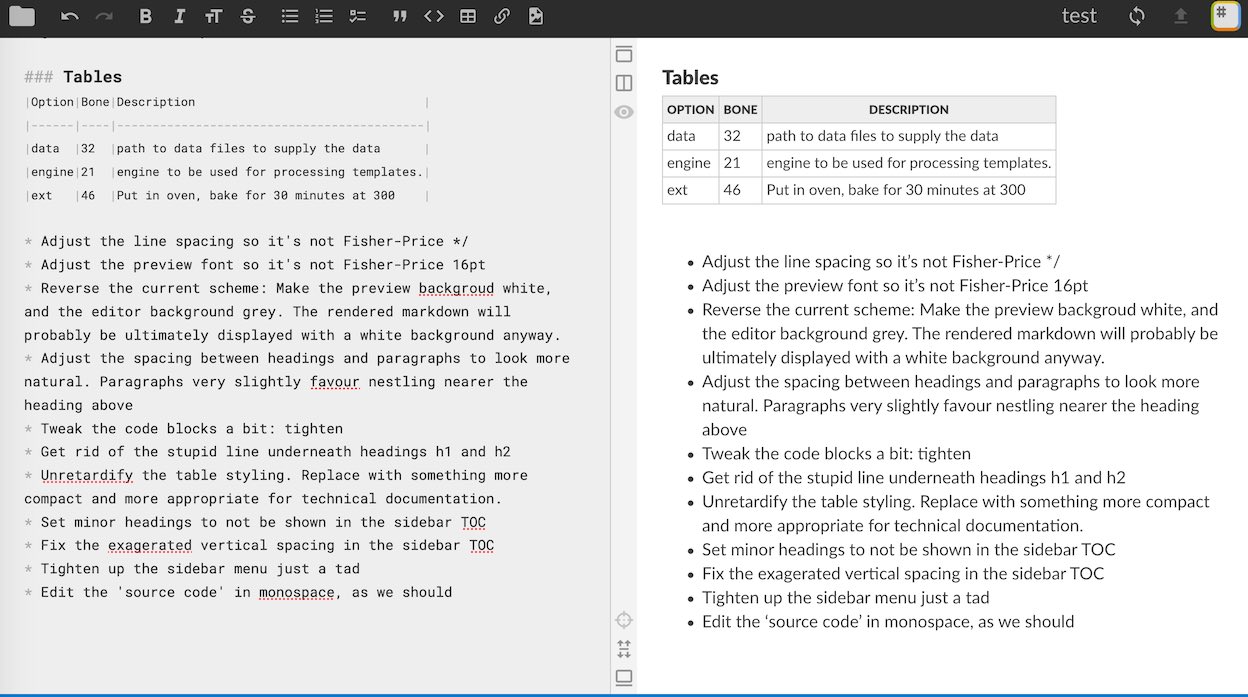 test
### Tables
|Option|Bone|Description                             |
|------|----|----------------------------------------|
|data  |32  |path to data files to supply the data   |
|engine|21  |engine to be used for processing templates.|
|ext   |46  |Put in oven, bake for 30 minutes at 300 |
* Adjust the line spacing so it's not Fisher-Price */
* Adjust the preview font so it's not Fisher-Price 16pt
* Reverse the current scheme: Make the preview backgroud white,
and the editor background grey. The rendered markdown will
probably be ultimately displayed with a white background anyway.
* Adjust the spacing between headings and paragraphs to look more
natural. Paragraphs very slightly favour nestling nearer the
heading above
* Tweak the code blocks a bit: tighten
* Get rid of the stupid line underneath headings h1 and h2
* Unretardify the table styling. Replace with something more
compact and more appropriate for technical documentation.
* Set minor headings to not be shown in the sidebar TOC
* Fix the exagerated vertical spacing in the sidebar TOC
* Tighten up the sidebar menu just a tad
* Edit the 'source code' in monospace, as we should
Tables
OPTION BONE DESCRIPTION
data 32 path to data files to supply the data
engine 21 engine to be used for processing templates.
ext 46 Put in oven, bake for 30 minutes at 300
• Adjust the line spacing so it’s not Fisher-Price */
• Adjust the preview font so it’s not Fisher-Price 16pt
• Reverse the current scheme: Make the preview backgroud white, and
the editor background grey. The rendered markdown will probably be
ultimately displayed with a white background anyway.
• Adjust the spacing between headings and paragraphs to look more
natural. Paragraphs very slightly favour nestling nearer the heading
above
• Tweak the code blocks a bit: tighten
• Get rid of the stupid line underneath headings h1 and h2
• Unretardify the table styling. Replace with something more compact
and more appropriate for technical documentation.
• Set minor headings to not be shown in the sidebar TOC
• Fix the exagerated vertical spacing in the sidebar TOC
• Tighten up the sidebar menu just a tad
• Edit the ‘source code’ in monospace, as we should